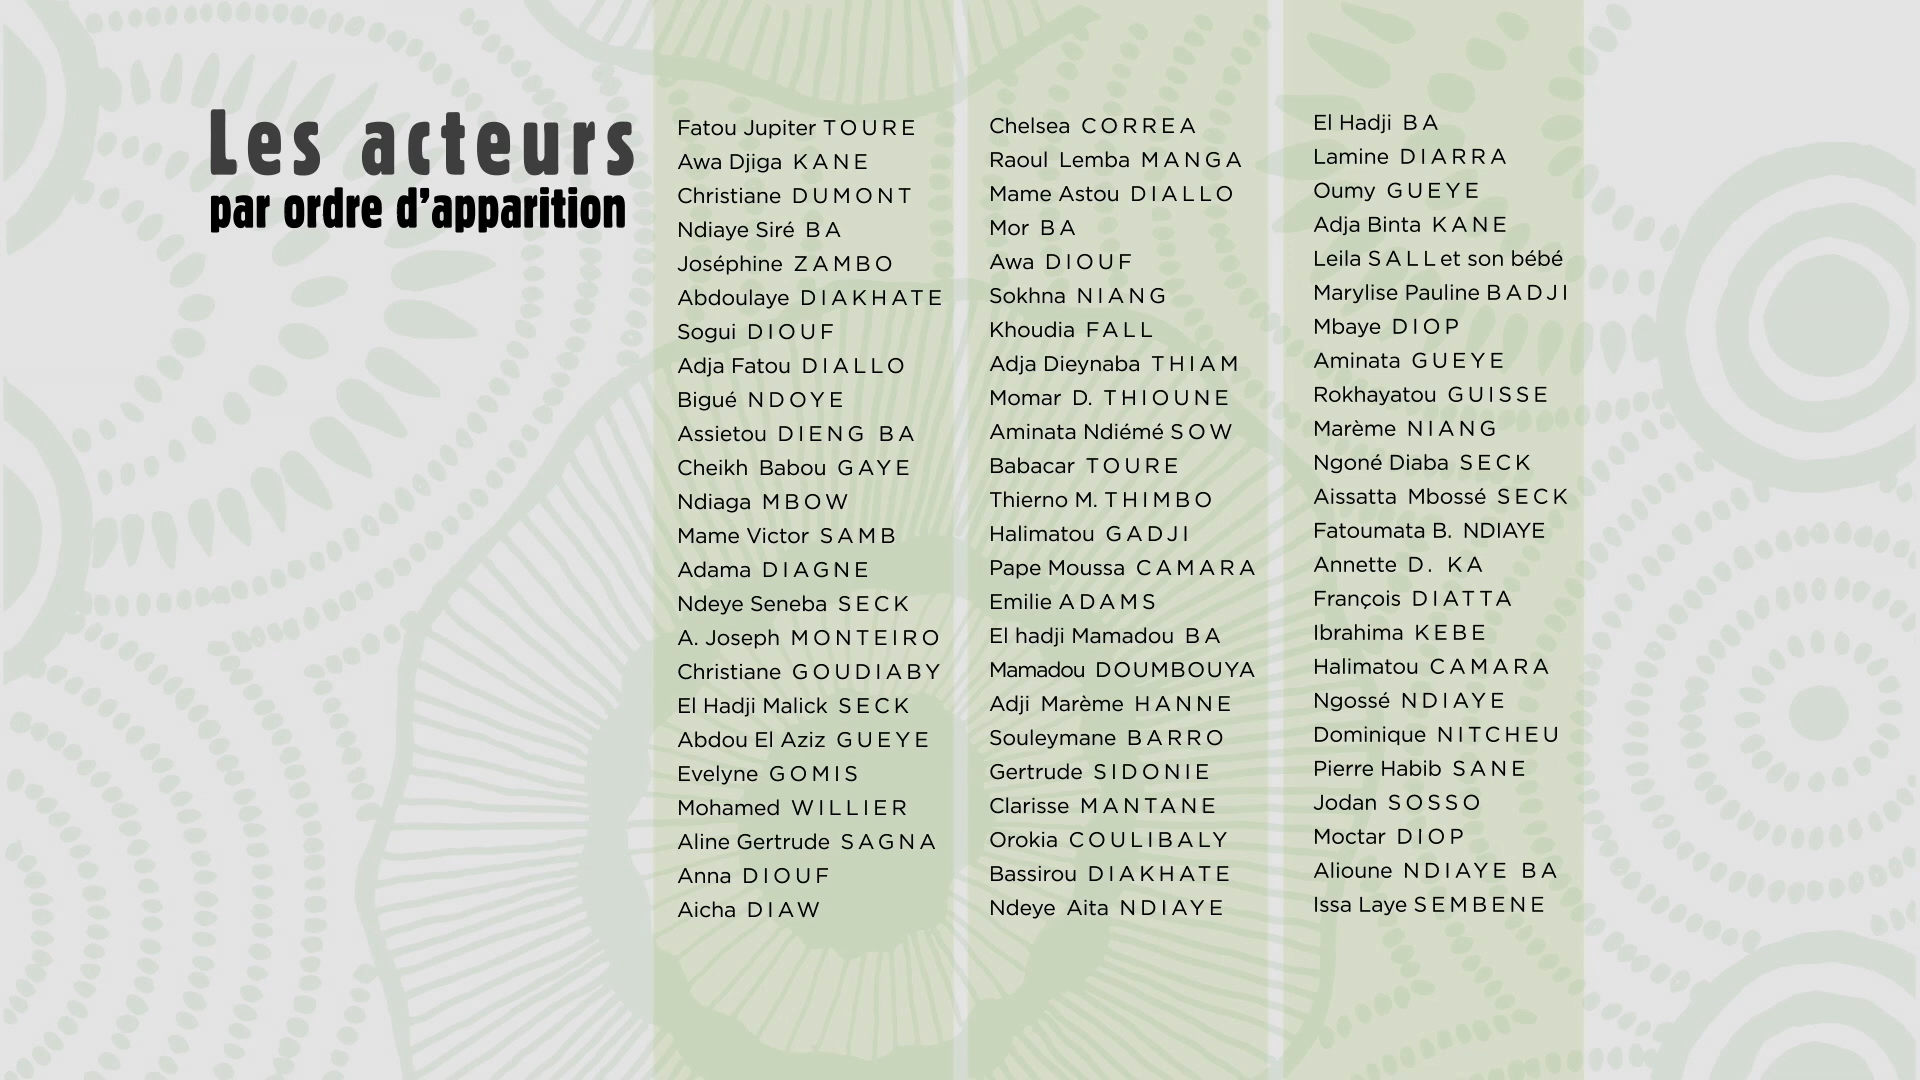 Les acteurs
par ordre d'apparition
Fatou Jupiter TOURE
Awa Djiga KANE
Christiane DUMONT
Ndiaye Siré BA
Joséphine ZAMBO
Abdoulaye DIAKHATE
Sogui DIOUF
Adja Fatou DIALLO
Bigué NDOYE
Assietou DIENG BA
Cheikh Babou GAYE
Ndiaga MBOW
Mame Victor SAMB
Adama DIAGNE
Ndeye Seneba SECK
A. Joseph MONTEIRO
Christiane GOUDIABY
El Hadji Malick SECK
Abdou El Aziz GUEYE
Evelyne GOMIS
Mohamed WILLIER
Aline Gertrude SAGNA
Anna DIOUF
Aicha DIAW
Chelsea CORREA
Raoul Lemba MANGA
Mame Astou DIALLO
Mor BA
Awa DIOUF
Sokhna NIANG
Khoudia FALL
Adja Dieynaba THIAM
Momar D. THIOUNE
Aminata Ndiémé SOW
Babacar TOURE
Thierno M. THIMBO
Halimatou GADJI
Pape Moussa CAMARA
Emilie ADAMS
El hadji Mamadou BA
Mamadou DOUMBOUYA
Adji Marème HANNE
Souleymane BARRO
Gertrude SIDONIE
Clarisse MANTANE
Orokia COULIBALY
Bassirou DIAKHATE
Ndeye Aita NDIAYE
El Hadji BA
Lamine DIARRA
Oumy GUEYE
Adja Binta KANE
Leila SALL et son bébé
Marylise Pauline BADJI
Mbaye DIOP
Aminata GUEYE
Rokhayatou GUISSE
Marème NIANG
Ngoné Diaba SECK
Aissatta Mbossé SECK
Fatoumata B. NDIAYE
Annette D. KA
François DIATTA
Ibrahima KEBE
Halimatou CAMARA
Ngossé NDIAYE
Dominique NITCHEU
Pierre Habib SANE
Jodan SOSSO
Moctar DIOP
Alioune NDIAYE BA
Issa Laye SEMBENE